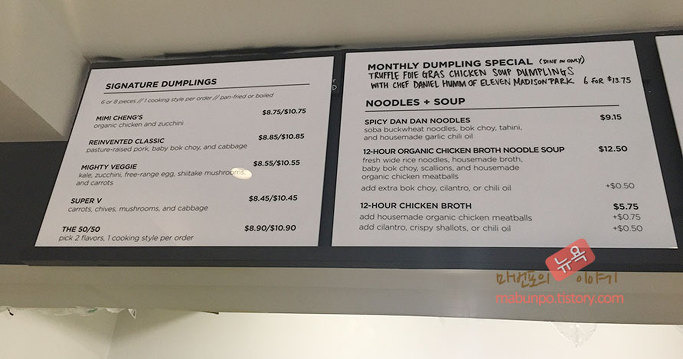 SIGNATURE DUMPLINGS
6 or 8 pieces // 1 cooking style per order // pan-fried or boiled
MIMI CHENG'S $8.75/$10.75
organic chicken and zucchini
REINVENTED CLASSIC $8.85/$10.85
pasture-raised pork, baby bok choy, and cabbage
MIGHTY VEGGIE $8.55/$10.55
kale, zucchini, free-range egg, shiitake mushrooms,
and carrots
SUPER V $8.45/$10.45
carrots, chives, mushrooms, and cabbage
THE 50/50 $8.90/$10.90
pick 2 flavors, 1 cooking style per order
MONTHLY DUMPLING SPECIAL (DINE IN ONLY)
TRUFFLE FOIE GRAS CHICKEN SOUP DUMPLINGS
WITH CHEF DANIEL HUMM OF ELEVEN MADISON PARK 6 FOR $13.75
NOODLES + SOUP
SPICY DAN DAN NOODLES $9.15
soba buckwheat noodles, bok choy, tahini,
and housemade garlic chili oil
12-HOUR ORGANIC CHICKEN BROTH NOODLE SOUP $12.50
fresh wide rice noodles, housemade broth,
baby bok choy, scallions, and housemade
organic chicken meatballs
add extra bok choy, cilantro, or chili oil +$0.50
12-HOUR CHICKEN BROTH $5.75
add housemade organic chicken meatballs +$0.75
add cilantro, crispy shallots, or chili oil +$0.50
마번포의 뉴욕 이야기
mabunpo.tistory.com